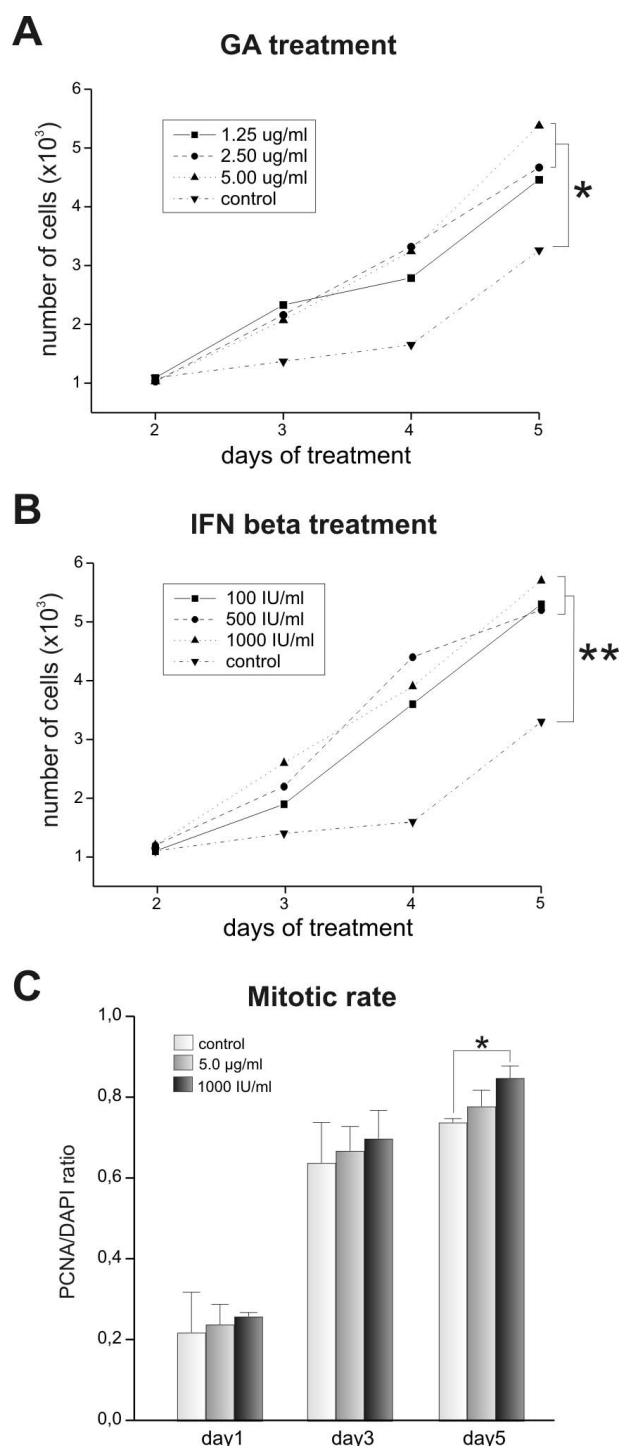 A
GA treatment
6
5
4
3
2
1
number of cells (x10³)
1.25 ug/ml
2.50 ug/ml
5.00 ug/ml
control
*
2 3 4 5
days of treatment
B
IFN beta treatment
6
5
4
3
2
1
number of cells (x10³)
100 IU/ml
500 IU/ml
1000 IU/ml
control
**
2 3 4 5
days of treatment
C
Mitotic rate
1,0
0,8
0,6
0,4
0,2
0,0
PCNA/DAPI ratio
control
5.0 µg/ml
1000 IU/ml
*
day1 day3 day5